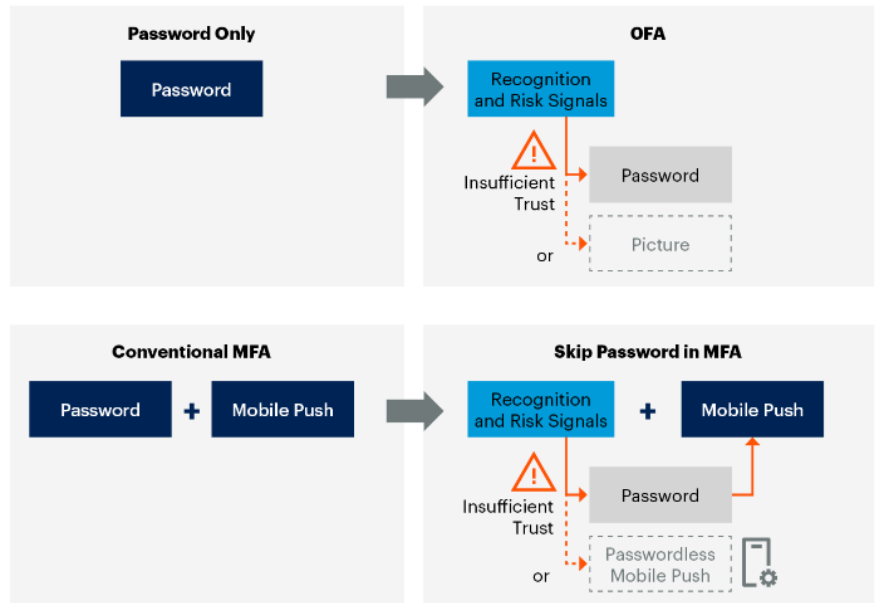 Password Only
Password
OFA
Recognition
and Risk Signals
Insufficient
Trust
Password
or
Picture
Conventional MFA
Password
+
Mobile Push
Skip Password in MFA
Recognition
and Risk Signals
+
Mobile Push
Insufficient
Trust
Password
or
Passwordless
Mobile Push